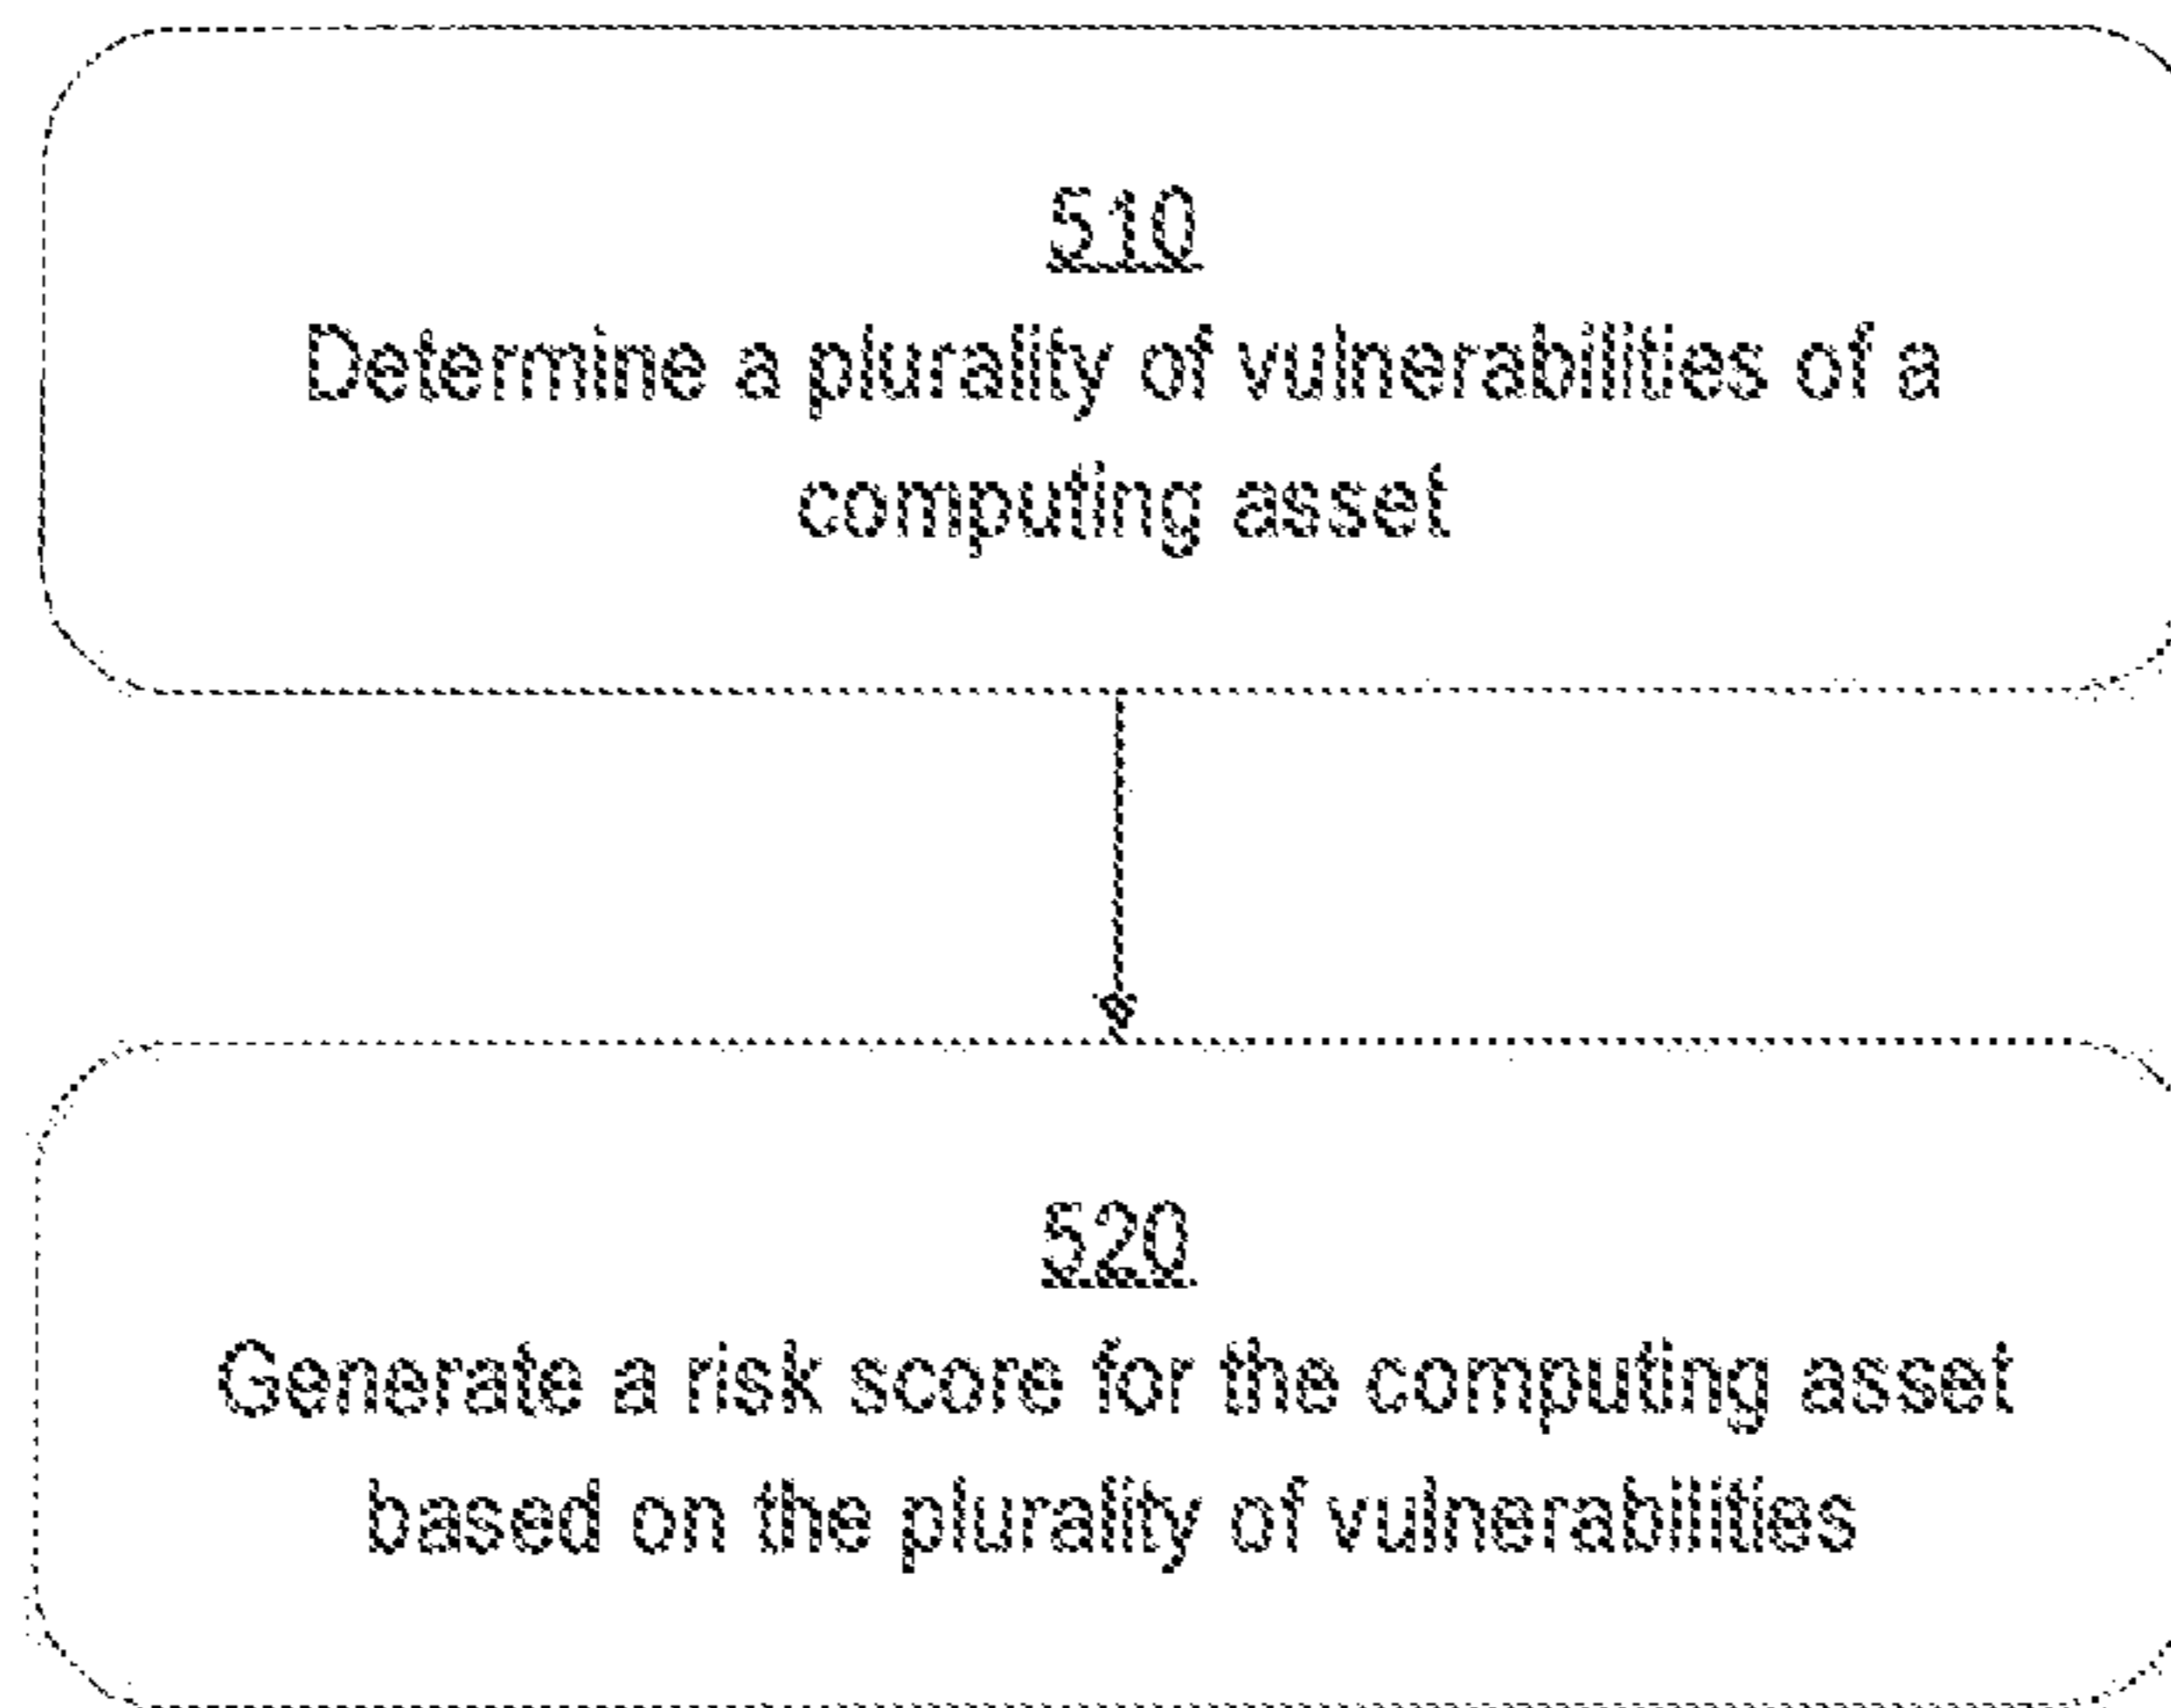 510
Determine a plurality of vulnerabilities of a
computing asset
520
Generate a risk score for the computing asset
based on the plurality of vulnerabilities